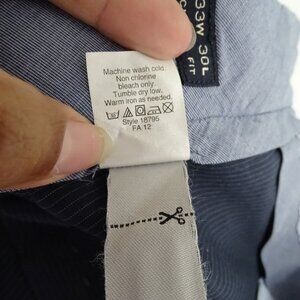 33W 30L
FIT
Machine wash cold.
Non chlorine
bleach only.
Tumble dry low.
Warm iron as needed.
Style 18795
FA 12